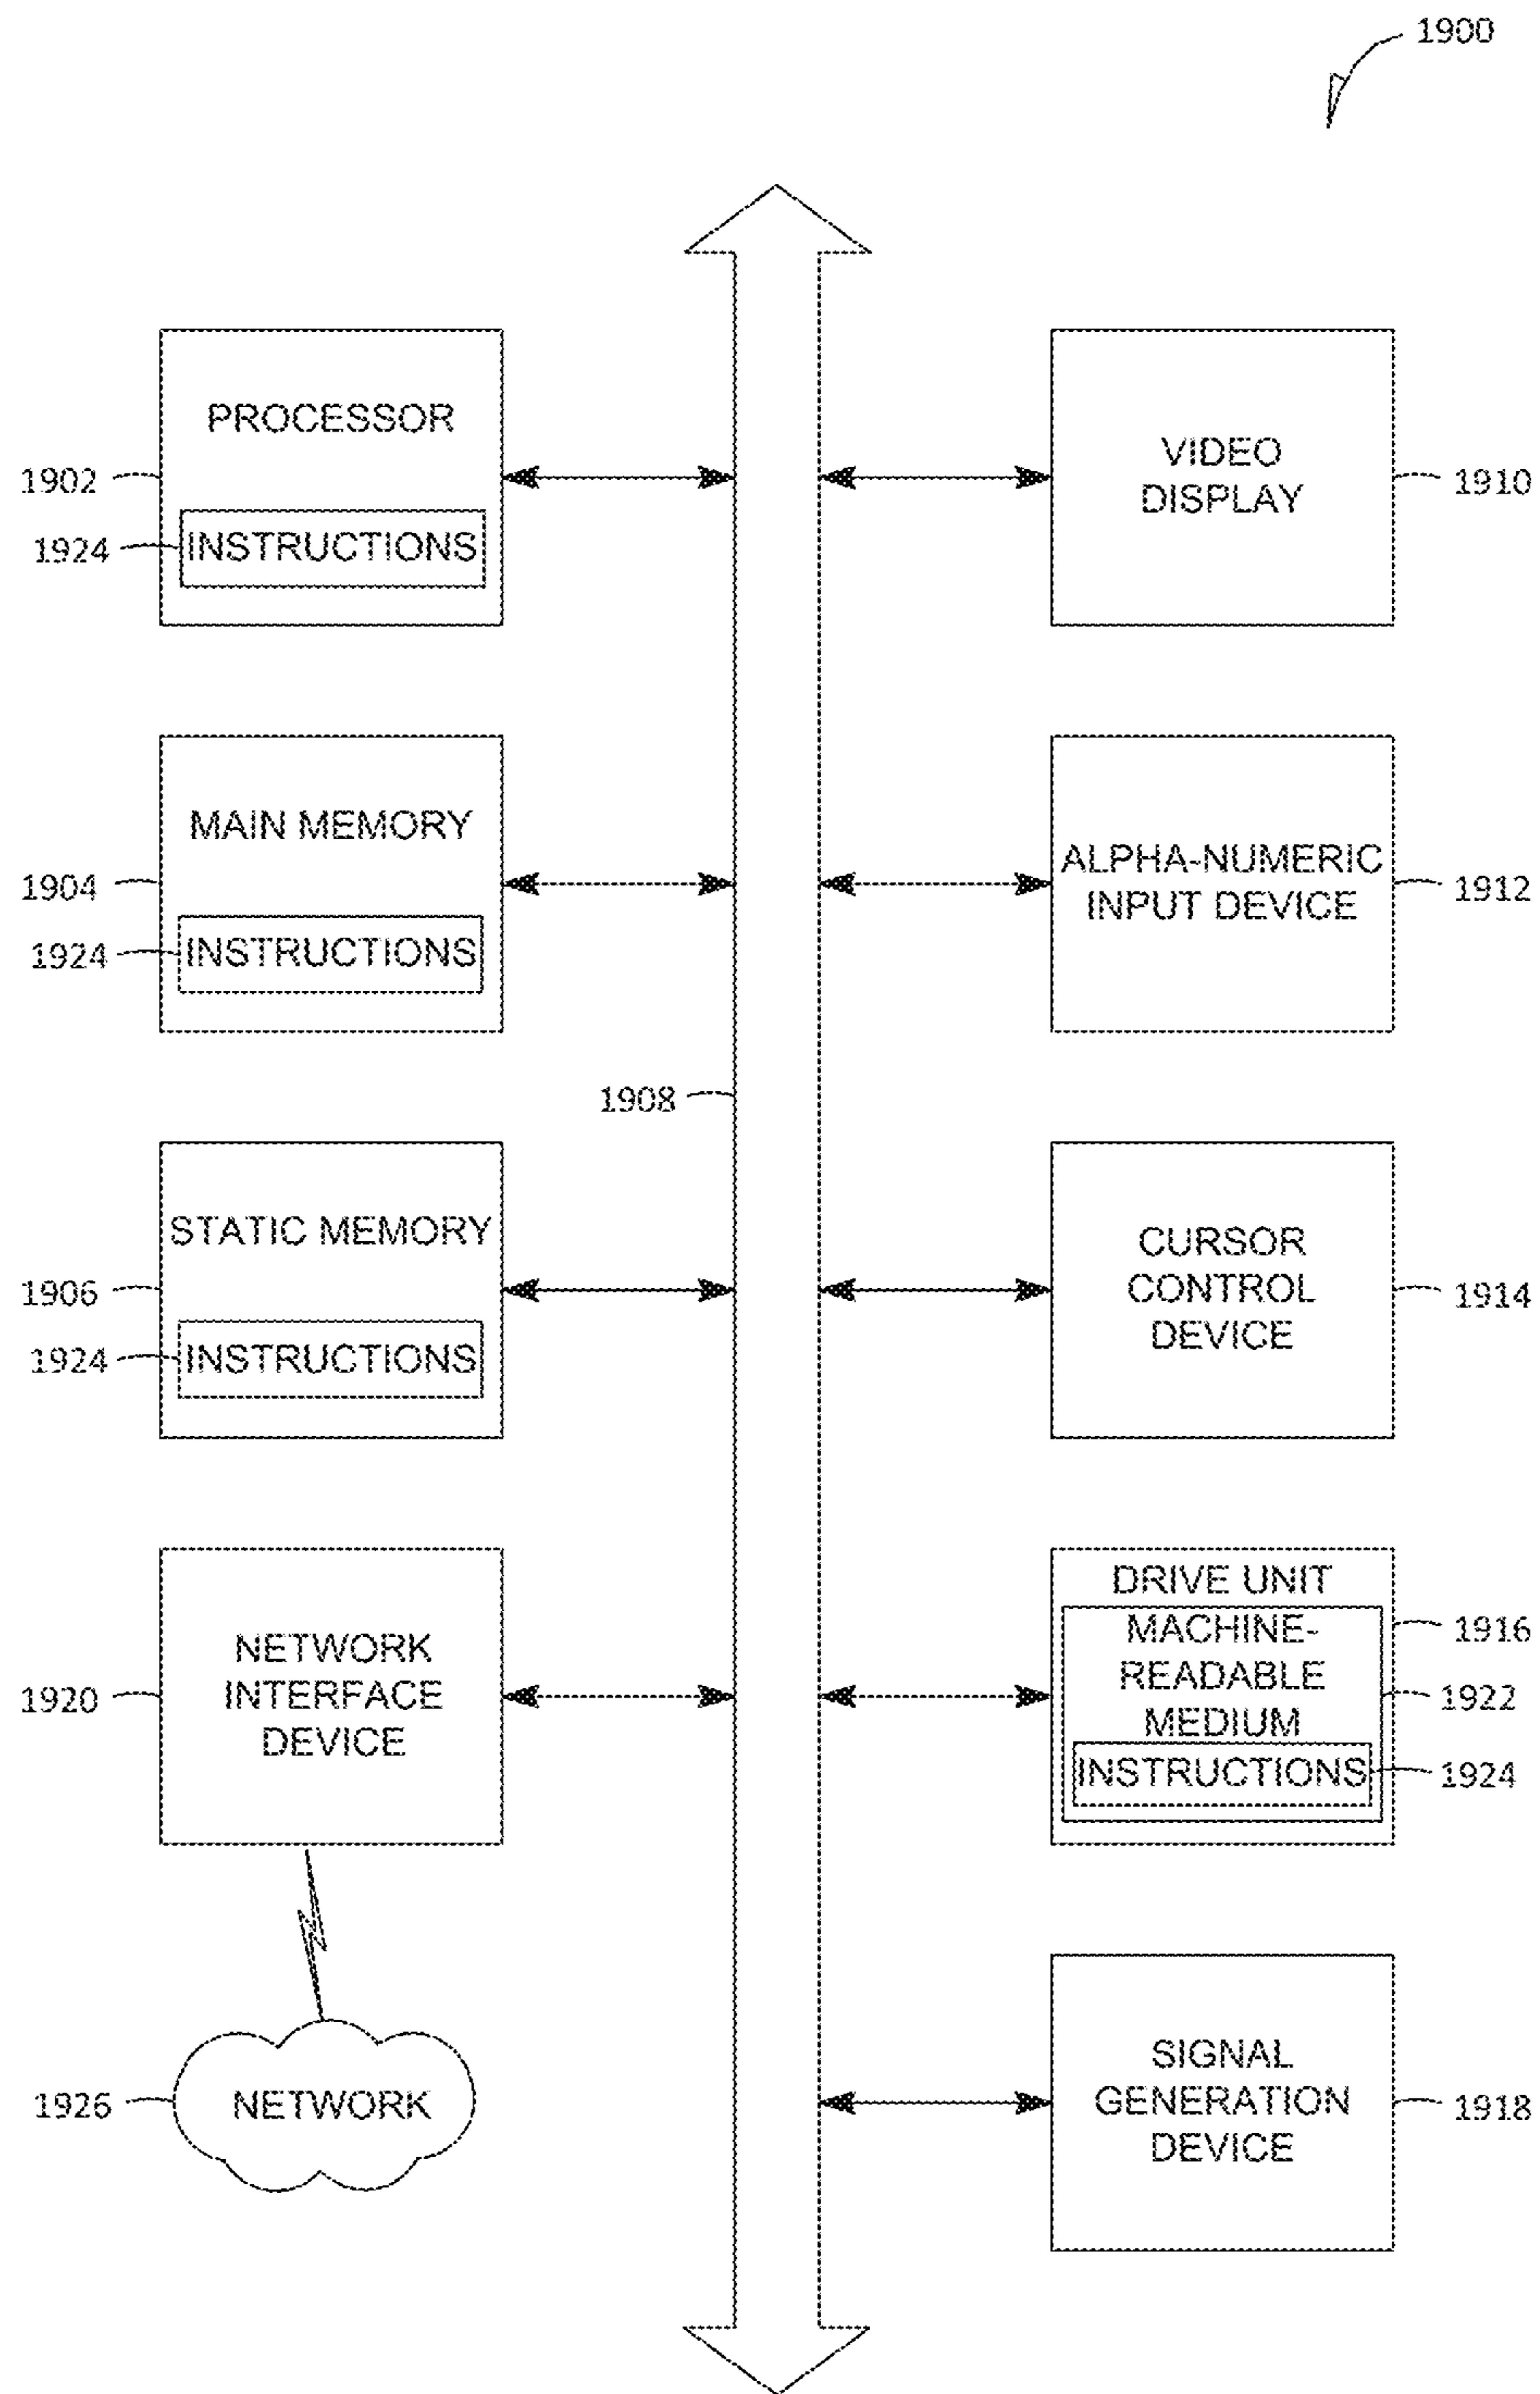 1900
PROCESSOR
1902
1924
INSTRUCTIONS
VIDEO
DISPLAY
1910
MAIN MEMORY
1904
1924
INSTRUCTIONS
ALPHA-NUMERIC
INPUT DEVICE
1912
1908
STATIC MEMORY
1906
1924
INSTRUCTIONS
CURSOR
CONTROL
DEVICE
1914
NETWORK
INTERFACE
DEVICE
1920
DRIVE UNIT
1916
MACHINE-
READABLE
MEDIUM
1922
INSTRUCTIONS
1924
1926
NETWORK
SIGNAL
GENERATION
DEVICE
1918